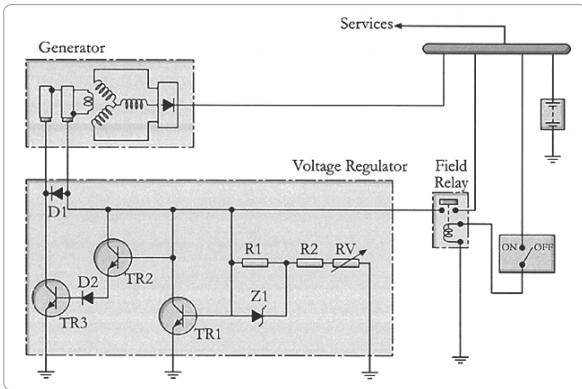 Services
Generator
Voltage Regulator
Field
Relay
D1
R1
R2
RV
ON
OFF
D2
TR2
Z1
TR3
TR1